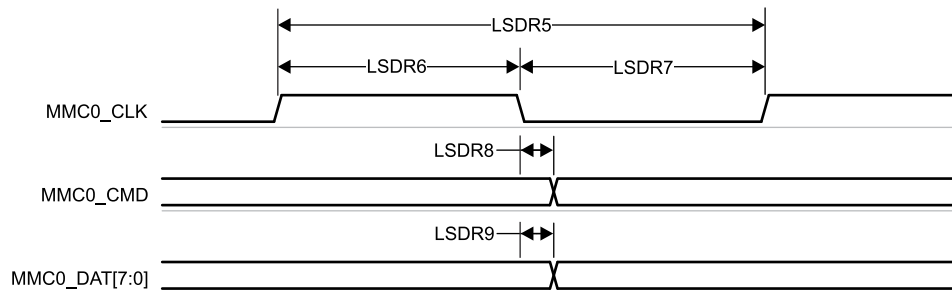 LSDR5
LSDR6
LSDR7
MMC0_CLK
LSDR8
MMC0_CMD
LSDR9
MMC0_DAT[7:0]